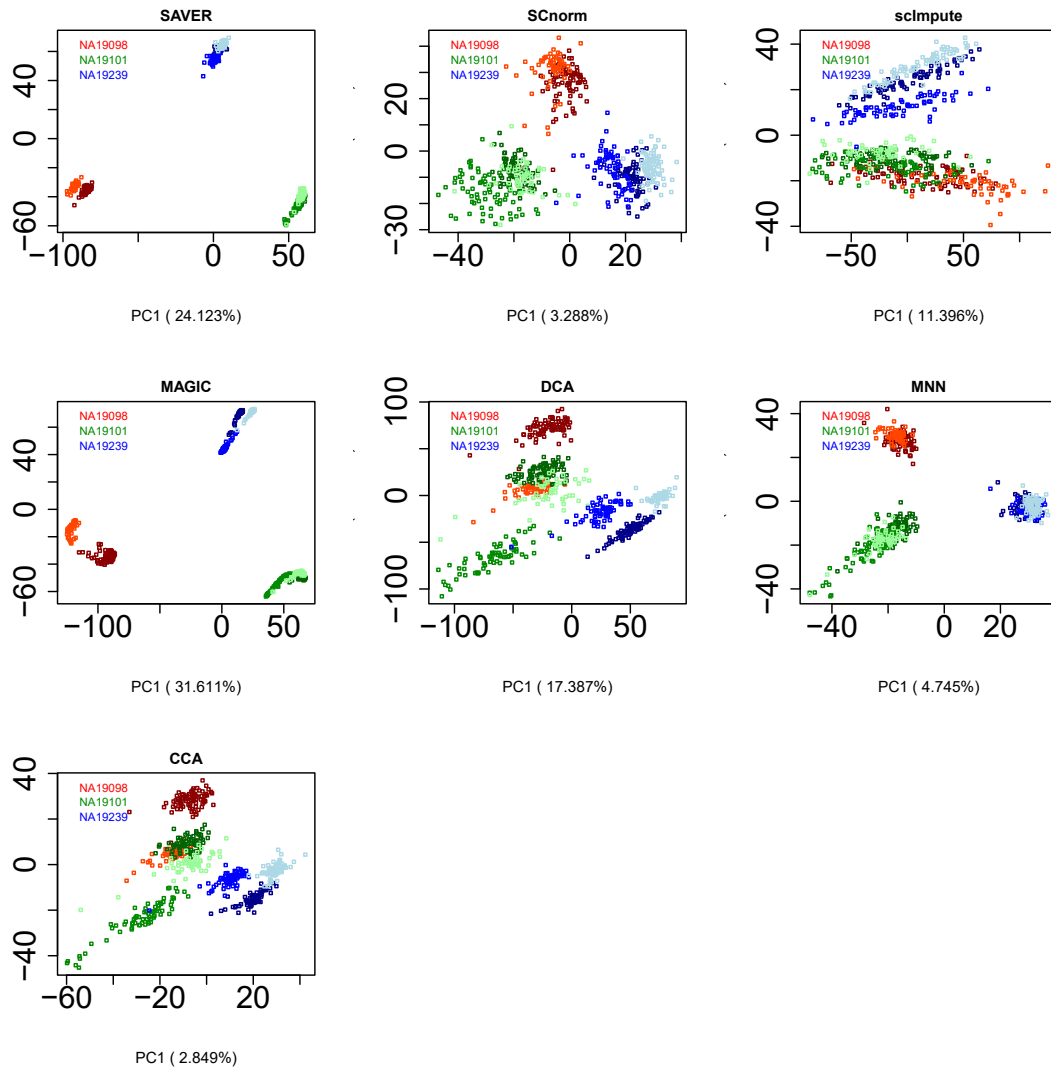 SAVER
NA19098
NA19101
NA19239
40
0
−60
−100
0
50
PC1 ( 24.123%)
SCnorm
NA19098
NA19101
NA19239
20
0
−30
−40
0
20
PC1 ( 3.288%)
scImpute
NA19098
NA19101
NA19239
40
0
−40
−50
50
PC1 ( 11.396%)
MAGIC
NA19098
NA19101
NA19239
40
0
−60
−100
0
50
PC1 ( 31.611%)
DCA
NA19098
NA19101
NA19239
100
0
−100
−100
0
50
PC1 ( 17.387%)
MNN
NA19098
NA19101
NA19239
40
0
−40
−40
0
20
PC1 ( 4.745%)
CCA
NA19098
NA19101
NA19239
40
0
−40
−60
−20
20
PC1 ( 2.849%)